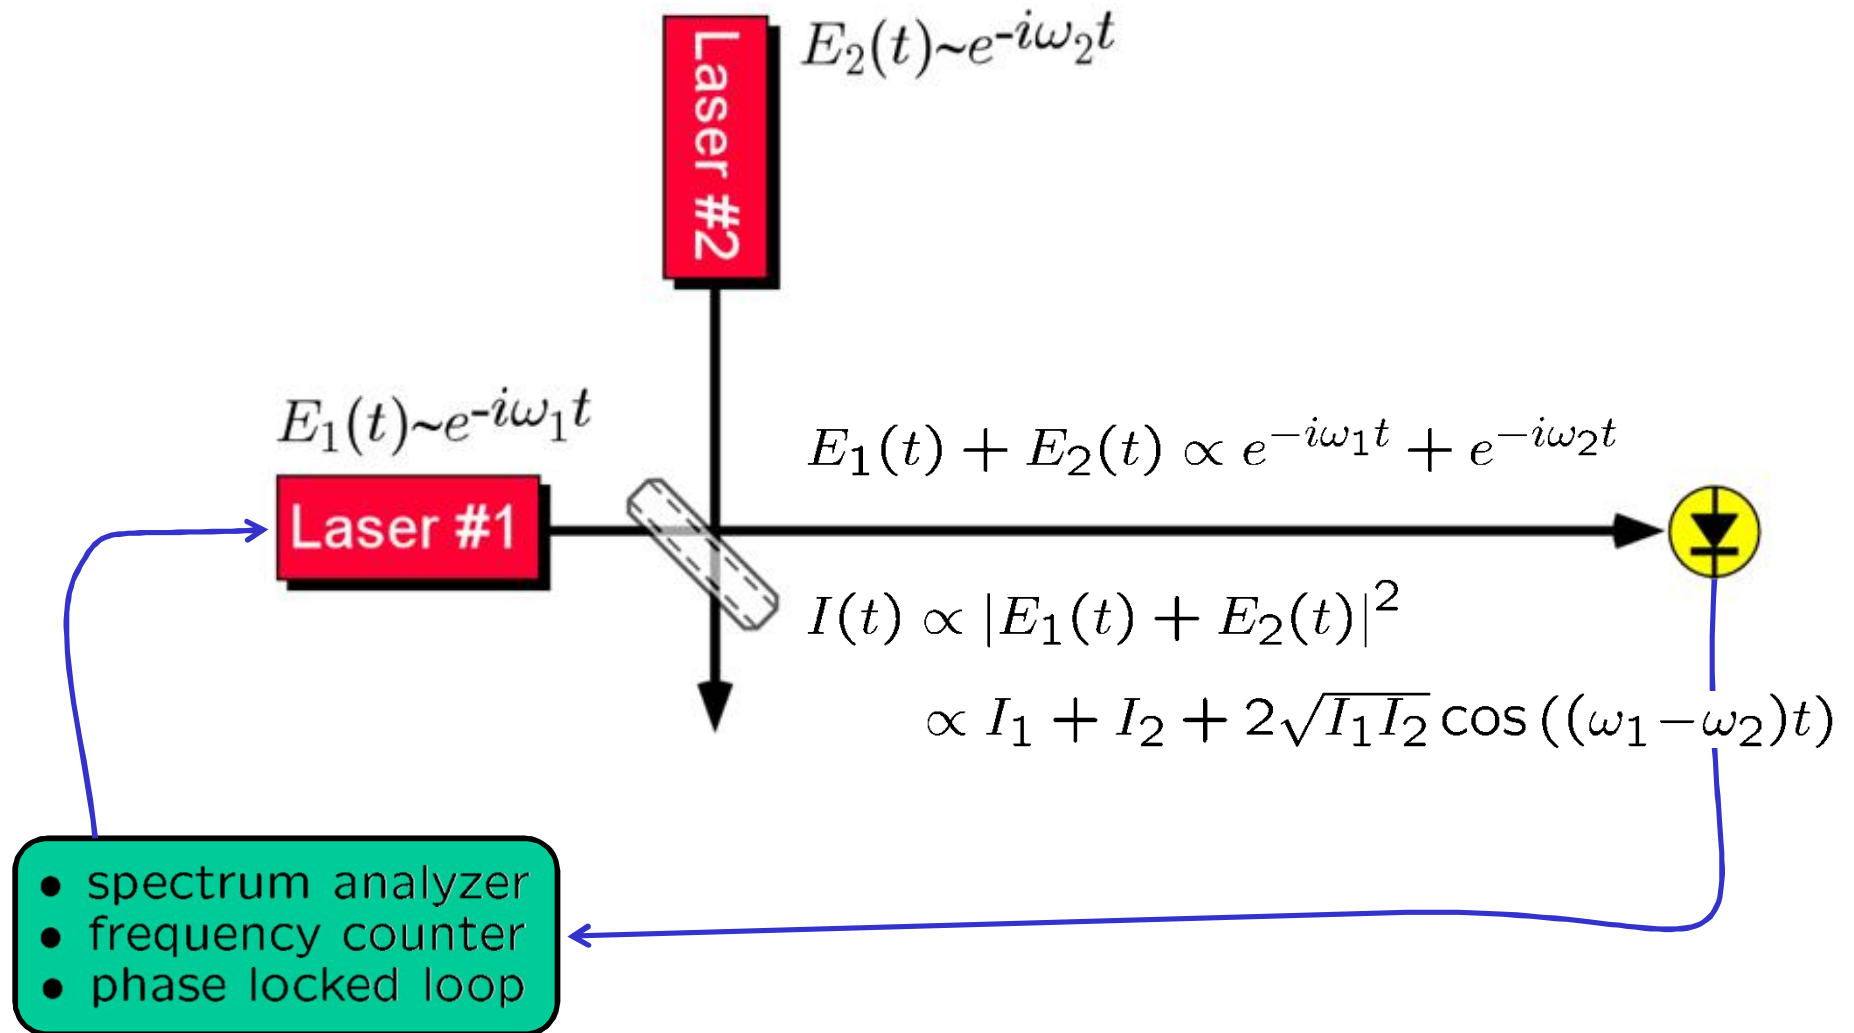 Laser #2
E₂(t)~e^-iω₂t
E₁(t)~e^-iω₁t
Laser #1
E₁(t) + E₂(t) ∝ e^−iω₁t + e^−iω₂t
I(t) ∝ |E₁(t) + E₂(t)|²
∝ I₁ + I₂ + 2√(I₁I₂) cos ((ω₁−ω₂)t)
• spectrum analyzer
• frequency counter
• phase locked loop